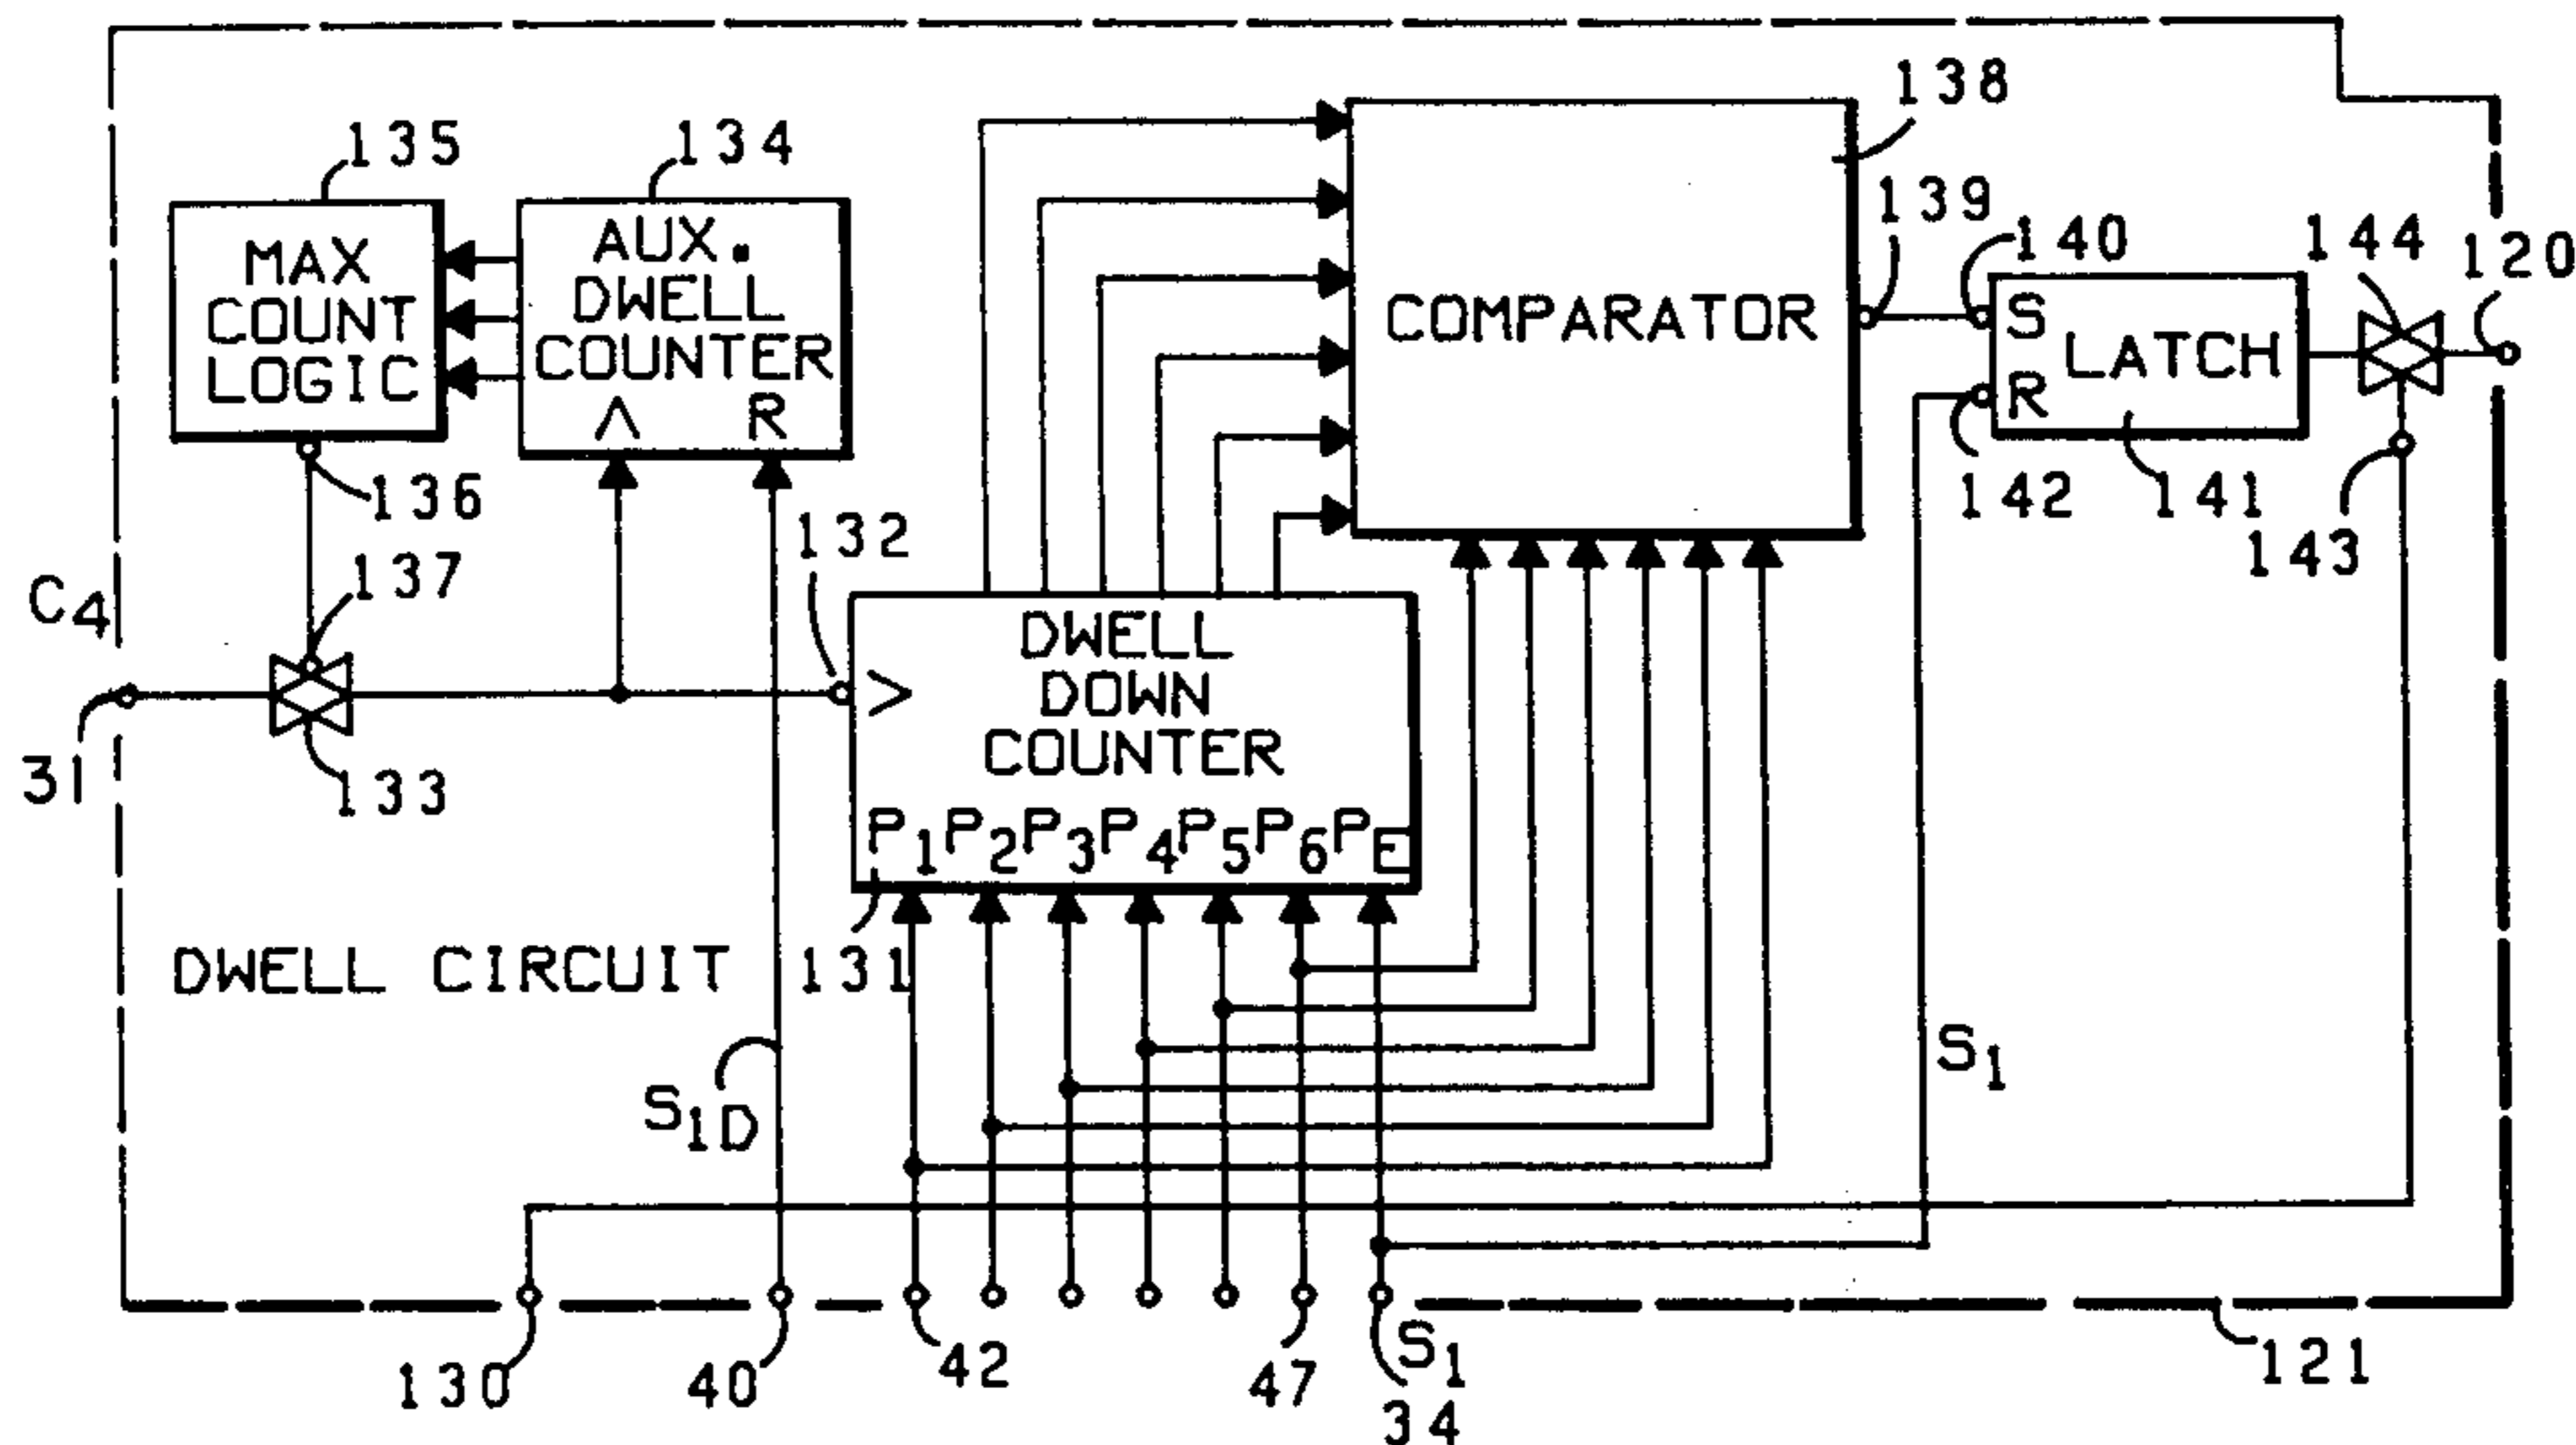 138
135
134
139
140
144
120
MAX
COUNT
LOGIC
AUX.
DWELL
COUNTER
R
COMPARATOR
S
LATCH
R
136
132
142
141
143
137
C4
DWELL
DOWN
COUNTER
31
133
P1 P2 P3 P4 P5 P6 PE
DWELL CIRCUIT
131
S1D
S1
130
40
42
47
S1
34
121